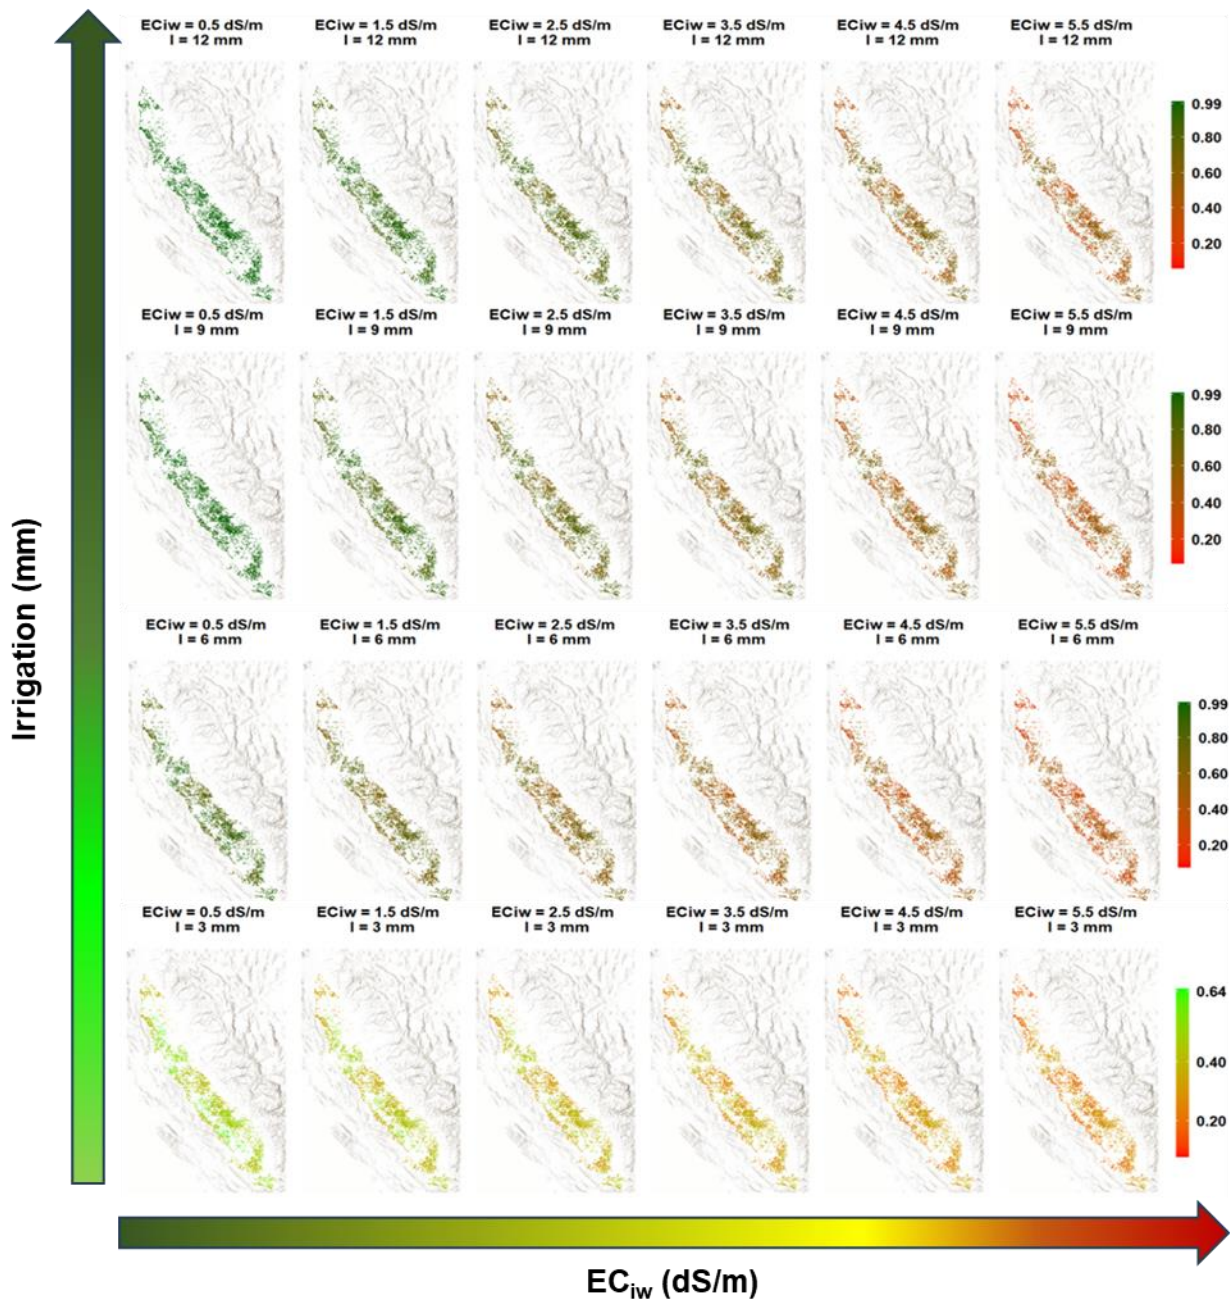 ECiw = 0.5 dS/m
I = 12 mm
ECiw = 1.5 dS/m
I = 12 mm
ECiw = 2.5 dS/m
I = 12 mm
ECiw = 3.5 dS/m
I = 12 mm
ECiw = 4.5 dS/m
I = 12 mm
ECiw = 5.5 dS/m
I = 12 mm
0.99
0.80
0.60
0.40
0.20
ECiw = 0.5 dS/m
I = 9 mm
ECiw = 1.5 dS/m
I = 9 mm
ECiw = 2.5 dS/m
I = 9 mm
ECiw = 3.5 dS/m
I = 9 mm
ECiw = 4.5 dS/m
I = 9 mm
ECiw = 5.5 dS/m
I = 9 mm
0.99
0.80
0.60
0.40
0.20
Irrigation (mm)
ECiw = 0.5 dS/m
I = 6 mm
ECiw = 1.5 dS/m
I = 6 mm
ECiw = 2.5 dS/m
I = 6 mm
ECiw = 3.5 dS/m
I = 6 mm
ECiw = 4.5 dS/m
I = 6 mm
ECiw = 5.5 dS/m
I = 6 mm
0.99
0.80
0.60
0.40
0.20
ECiw = 0.5 dS/m
I = 3 mm
ECiw = 1.5 dS/m
I = 3 mm
ECiw = 2.5 dS/m
I = 3 mm
ECiw = 3.5 dS/m
I = 3 mm
ECiw = 4.5 dS/m
I = 3 mm
ECiw = 5.5 dS/m
I = 3 mm
0.64
0.40
0.20
ECiw (dS/m)